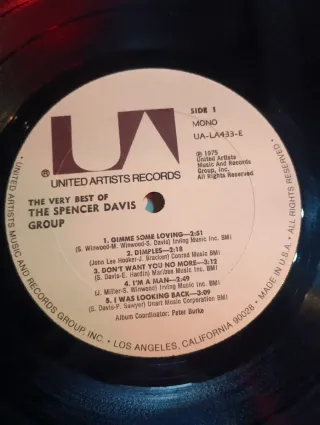 UA
®
UNITED ARTISTS RECORDS
SIDE 1
MONO
UA-LA433-E
℗ 1975
United Artists
Music And Records
Group, Inc.
All Rights Reserved
THE VERY BEST OF
THE SPENCER DAVIS
GROUP
1. GIMME SOME LOVING—2:51
(S. Winwood-M. Winwood-S. Davis) Irving Music Inc. BMI
2. DIMPLES—2:18
(John Lee Hooker-J. Bracken) Conrad Music BMI
3. DON'T WANT YOU NO MORE—3:12
(S. Davis-E. Hardin) Maribus Music Inc. BMI
4. I'M A MAN—2:49
(J. Miller-S. Winwood) Irving Music Inc. BMI
5. I WAS LOOKING BACK—3:09
(S. Davis-P. Sawyer) Unart Music Corporation BMI
Album Coordinator: Peter Burke
• UNITED ARTISTS MUSIC AND RECORDS GROUP INC. • LOS ANGELES, CALIFORNIA 90028 • MADE IN U.S.A. • ALL RIGHTS RESERVED.